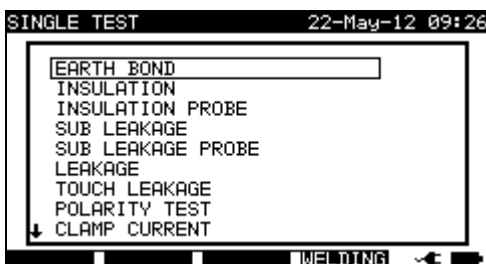 SINGLE TEST 22-May-12 09:26
EARTH BOND
INSULATION
INSULATION PROBE
SUB LEAKAGE
SUB LEAKAGE PROBE
LEAKAGE
TOUCH LEAKAGE
POLARITY TEST
CLAMP CURRENT
WELDING